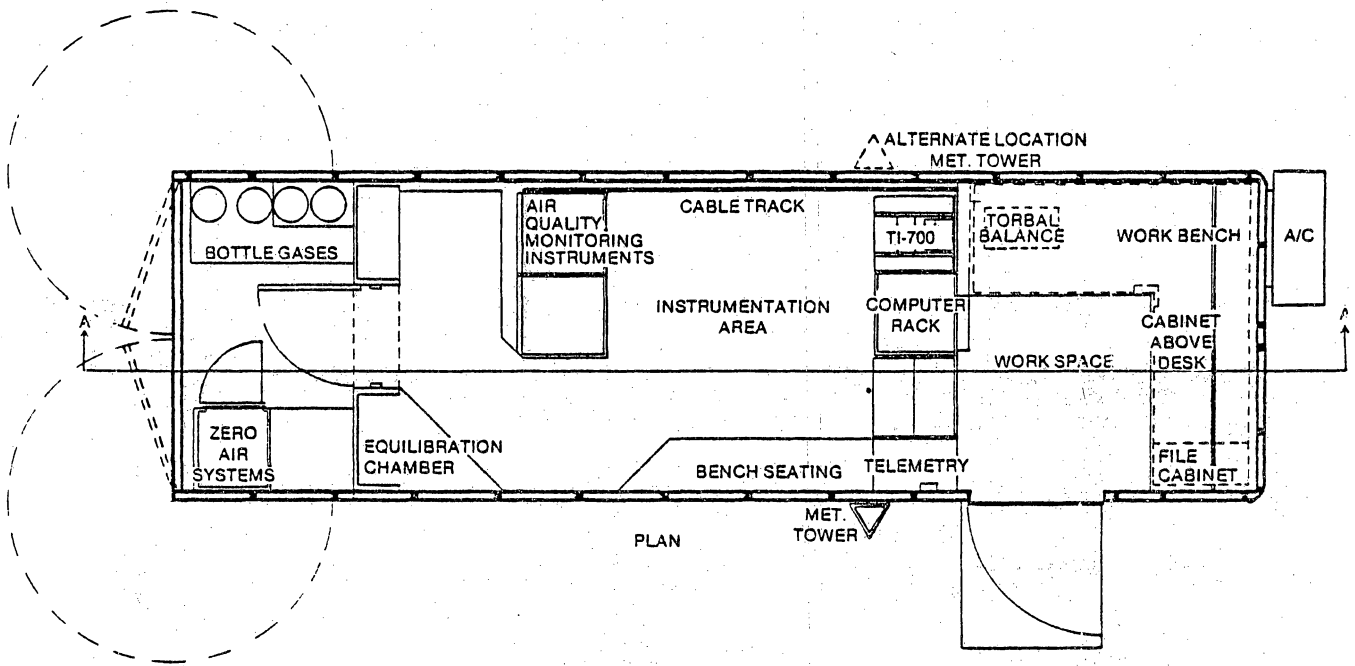 ALTERNATE LOCATION
MET. TOWER
AIR
QUALITY
MONITORING
INSTRUMENTS
CABLE TRACK
TI-700
TORBAL
BALANCE
WORK BENCH
A/C
BOTTLE GASES
INSTRUMENTATION
AREA
COMPUTER
RACK
CABINET
ABOVE
DESK
WORK SPACE
A
A
ZERO
AIR
SYSTEMS
EQUILIBRATION
CHAMBER
BENCH SEATING
TELEMETRY
FILE
CABINET
MET.
TOWER
PLAN